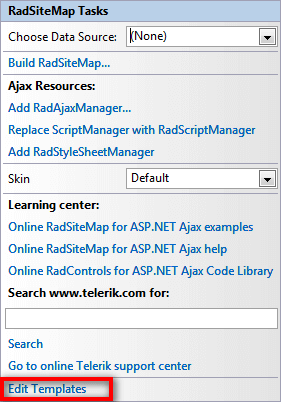 RadSiteMap Tasks
Choose Data Source: (None)
Build RadSiteMap...
Ajax Resources:
Add RadAjaxManager...
Replace ScriptManager with RadScriptManager
Add RadStyleSheetManager
Skin Default
Learning center:
Online RadSiteMap for ASP.NET Ajax examples
Online RadSiteMap for ASP.NET Ajax help
Online RadControls for ASP.NET Ajax Code Library
Search www.telerik.com for:
Search
Go to online Telerik support center
Edit Templates